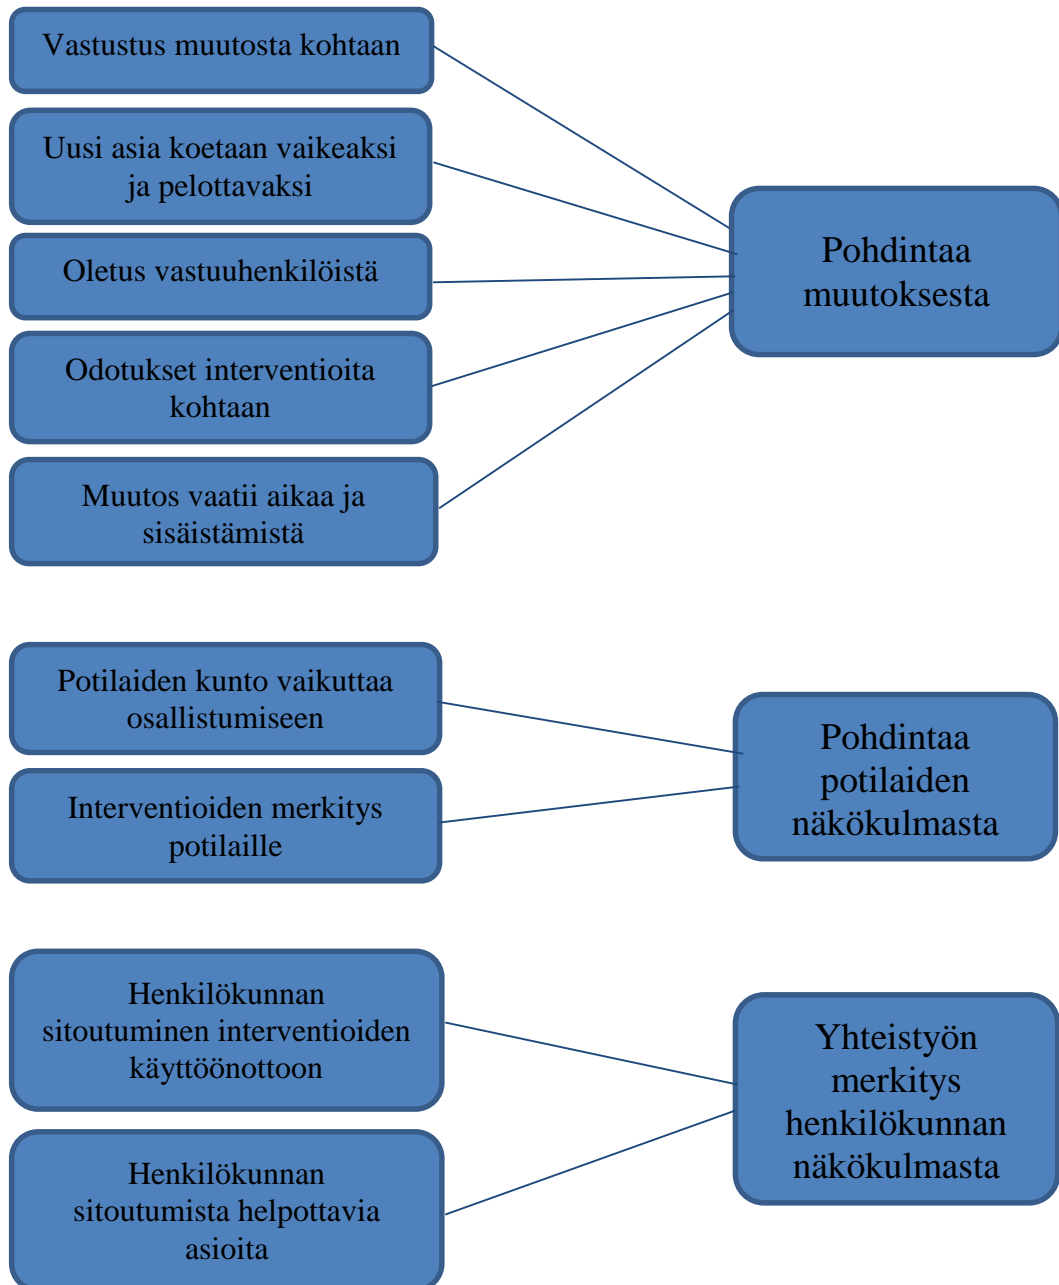 Vastustus muutosta kohtaan
Uusi asia koetaan vaikeaksi
ja pelottavaksi
Oletus vastuuhenkilöistä
Odotukset interventioita
kohtaan
Muutos vaatii aikaa ja
sisäistämistä
Pohdintaa
muutoksesta
Potilaiden kunto vaikuttaa
osallistumiseen
Interventioiden merkitys
potilaille
Pohdintaa
potilaiden
näkökulmasta
Henkilökunnan
sitoutuminen interventioiden
käyttöönottoon
Henkilökunnan
sitoutumista helpottavia
asioita
Yhteistyön
merkitys
henkilökunnan
näkökulmasta